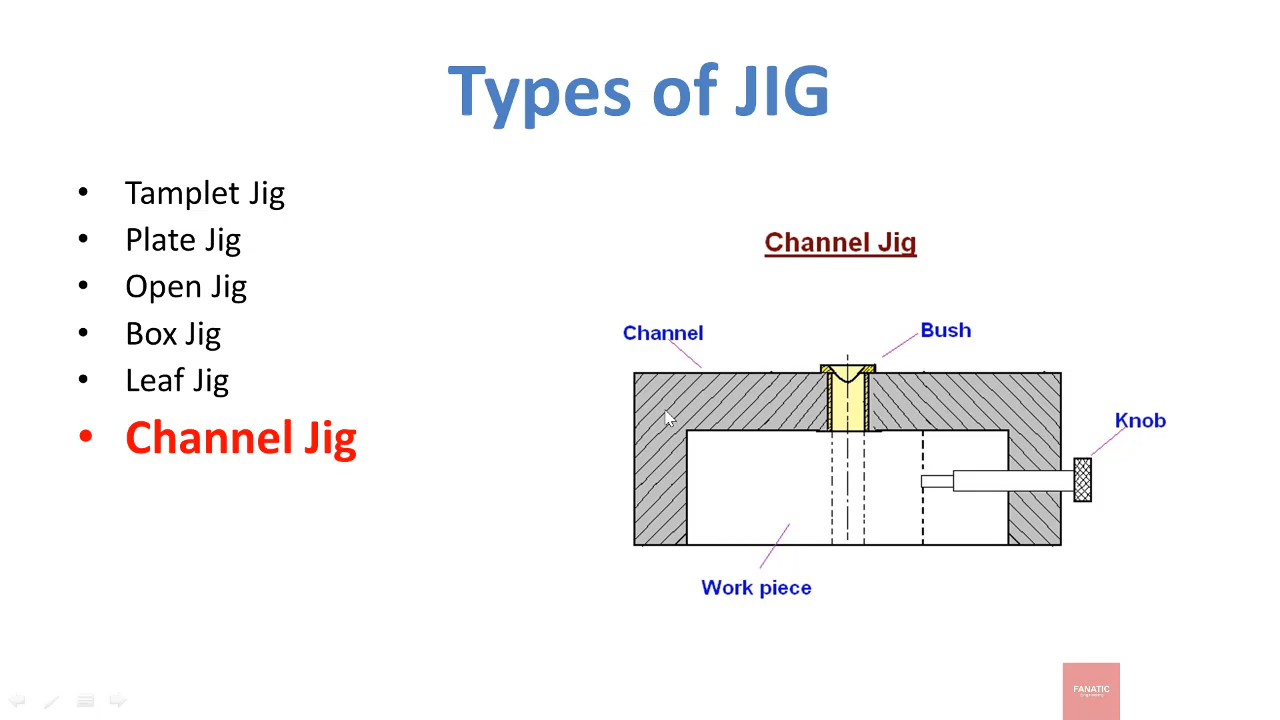 Types of JIG
• Tamplet Jig
• Plate Jig
• Open Jig
• Box Jig
• Leaf Jig
• Channel Jig
Channel Jig
Channel
Bush
Knob
Work piece
FANATIC